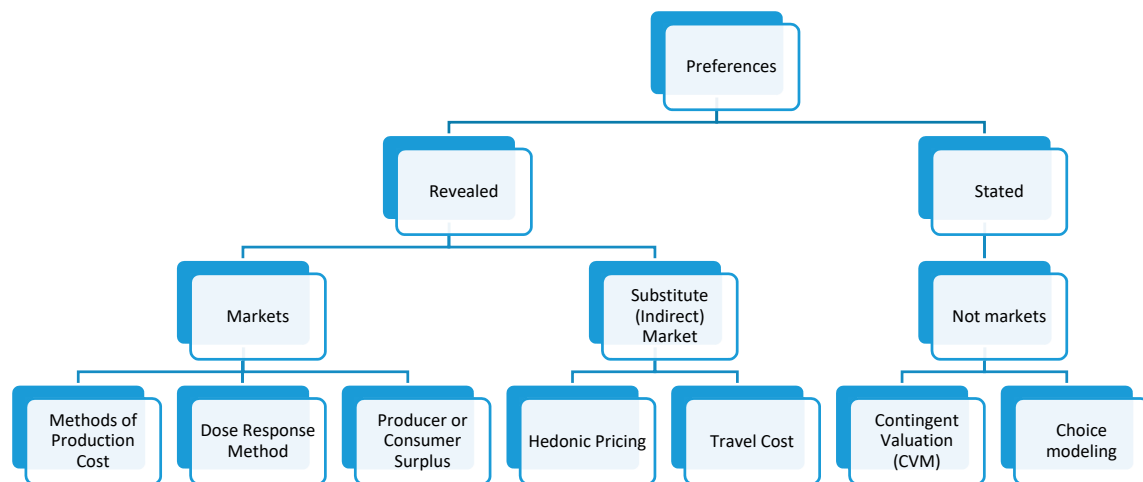 Preferences
Revealed
Stated
Markets
Substitute
(Indirect)
Market
Not markets
Methods of
Production
Cost
Dose Response
Method
Producer or
Consumer
Surplus
Hedonic Pricing
Travel Cost
Contingent
Valuation
(CVM)
Choice
modeling